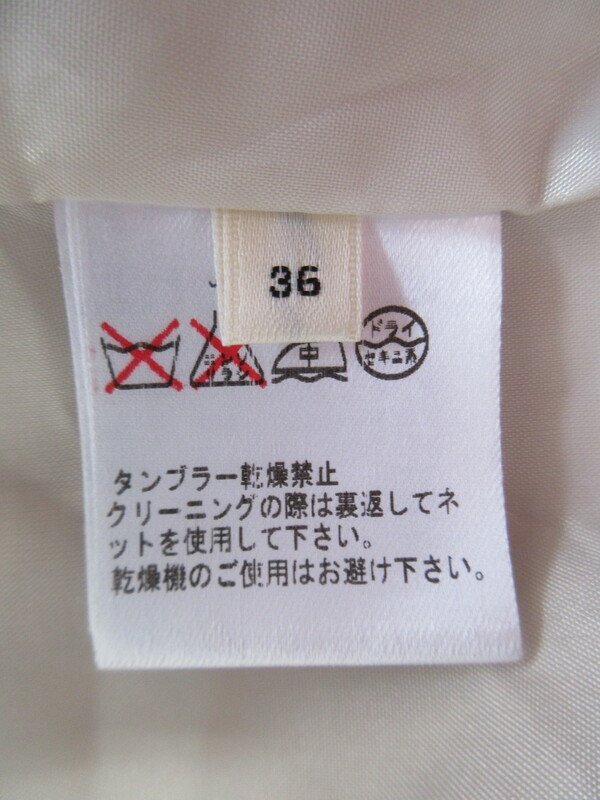 36
中
ドライ
セキユ系
タンブラー乾燥禁止
クリーニングの際は裏返してネ
ットを使用して下さい。
乾燥機のご使用はお避け下さい。